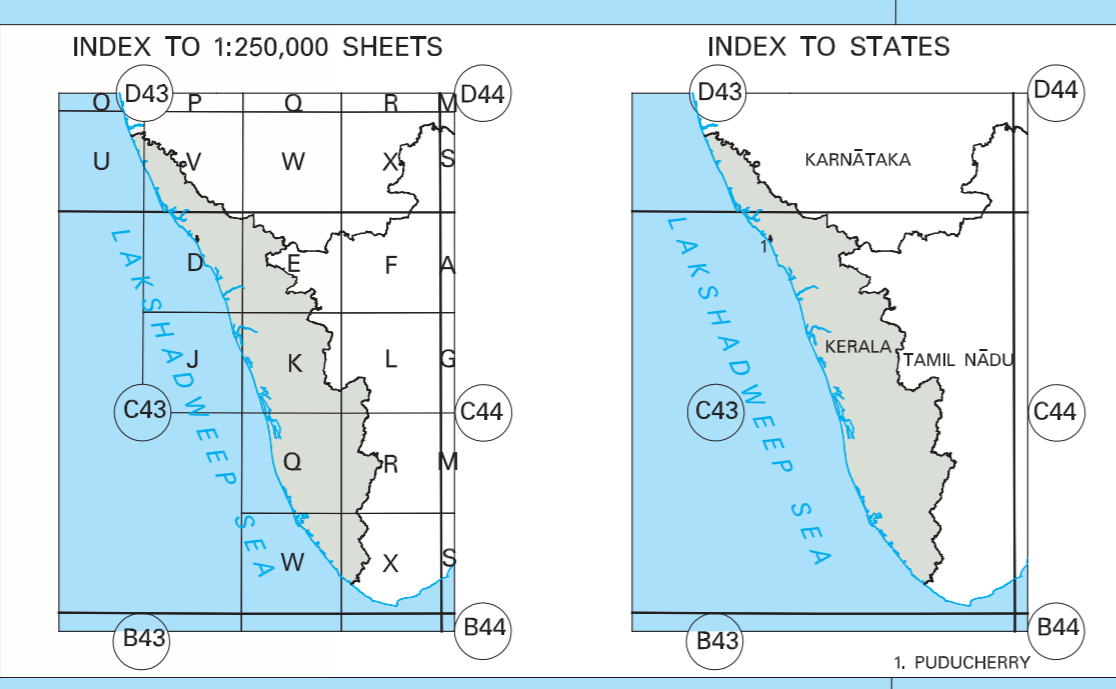 INDEX TO 1:250,000 SHEETS
O D43 P Q R M D44
U V W X S
D E F A
J K L G
C43 C44
Q R M
W X S
B43 B44
LAKSHADWEEP SEA
INDEX TO STATES
D43 D44
KARNĀTAKA
1
KERALA
TAMIL NĀDU
C43 C44
LAKSHADWEEP SEA
B43 B44
1. PUDUCHERRY